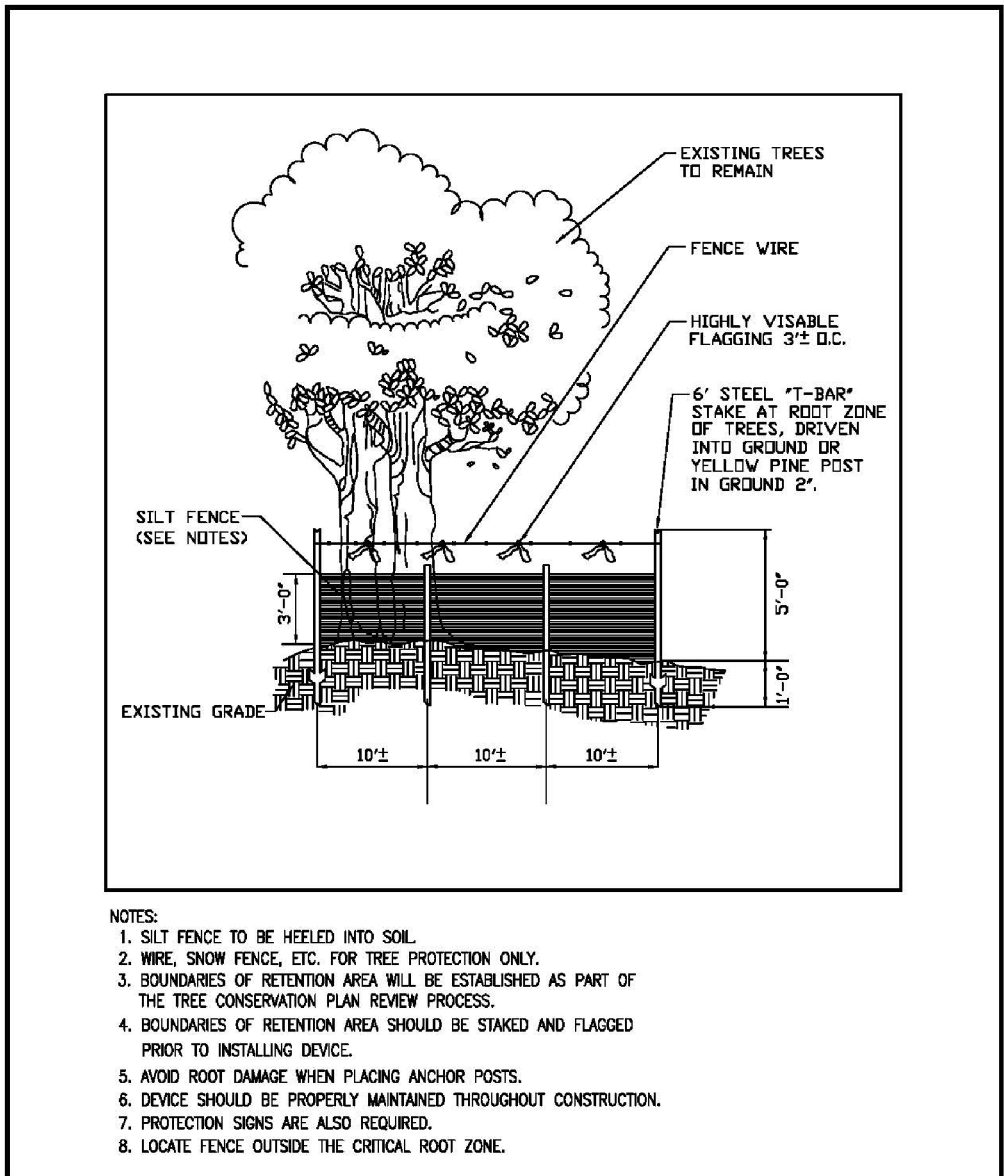 EXISTING TREES
TO REMAIN
FENCE WIRE
HIGHLY VISABLE
FLAGGING 3'± O.C.
6' STEEL "T-BAR"
STAKE AT ROOT ZONE
OF TREES, DRIVEN
INTO GROUND OR
YELLOW PINE POST
IN GROUND 2".
SILT FENCE
(SEE NOTES)
3'-0"
5'-0"
1'-0"
EXISTING GRADE
10'± 10'± 10'±
NOTES:
1. SILT FENCE TO BE HEELED INTO SOIL.
2. WIRE, SNOW FENCE, ETC. FOR TREE PROTECTION ONLY.
3. BOUNDARIES OF RETENTION AREA WILL BE ESTABLISHED AS PART OF
THE TREE CONSERVATION PLAN REVIEW PROCESS.
4. BOUNDARIES OF RETENTION AREA SHOULD BE STAKED AND FLAGGED
PRIOR TO INSTALLING DEVICE.
5. AVOID ROOT DAMAGE WHEN PLACING ANCHOR POSTS.
6. DEVICE SHOULD BE PROPERLY MAINTAINED THROUGHOUT CONSTRUCTION.
7. PROTECTION SIGNS ARE ALSO REQUIRED.
8. LOCATE FENCE OUTSIDE THE CRITICAL ROOT ZONE.